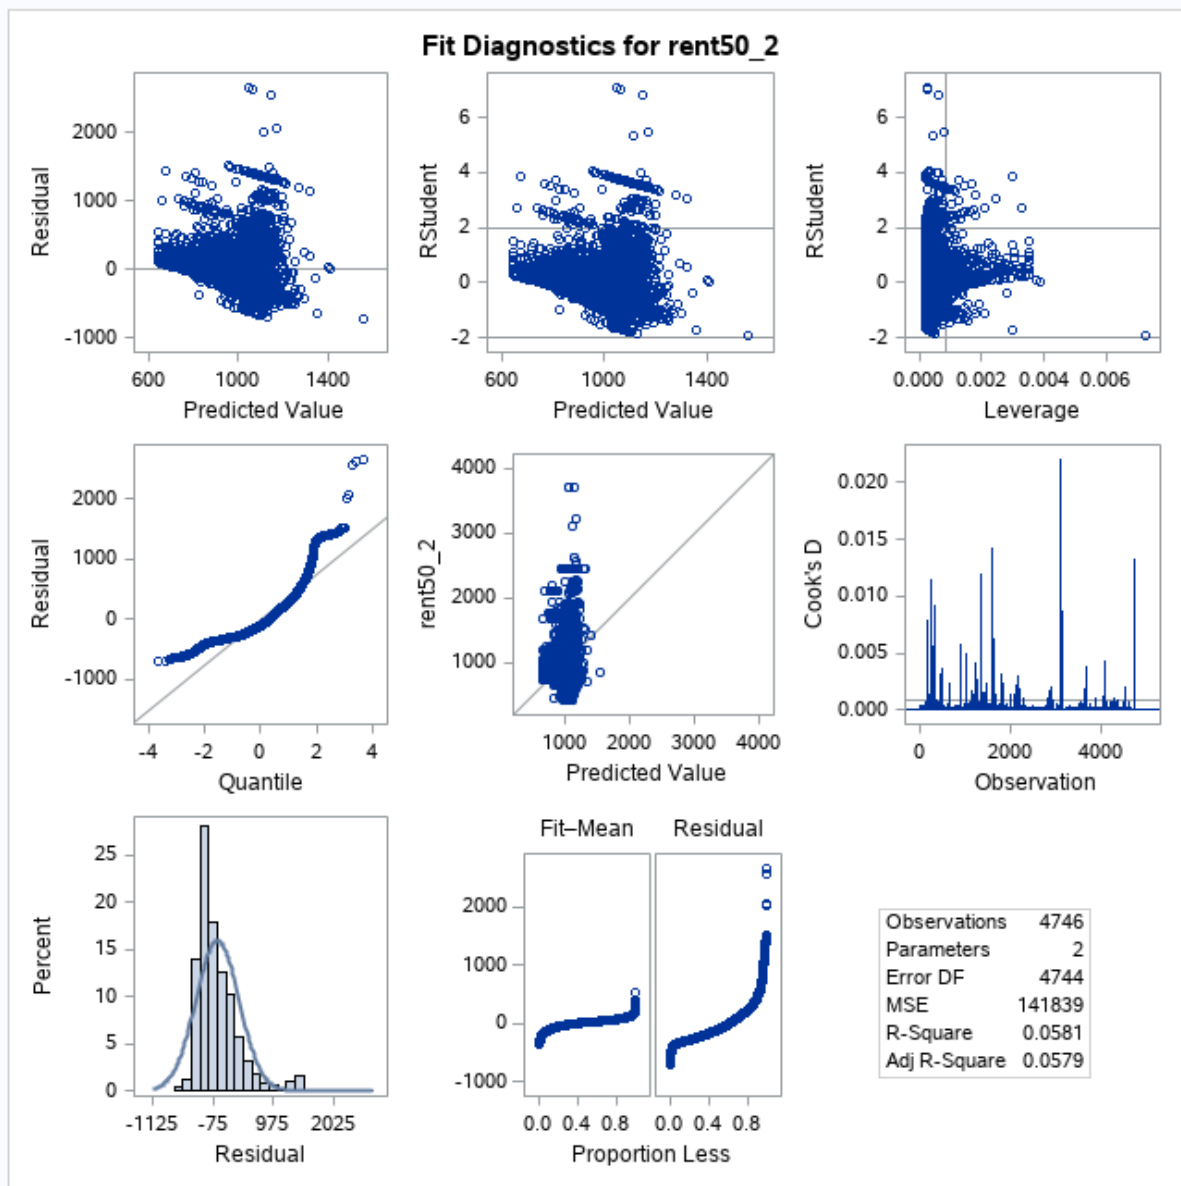 Fit Diagnostics for rent50_2
Residual
2000
1000
0
-1000
600 1000 1400
Predicted Value
RStudent
6
4
2
0
-2
600 1000 1400
Predicted Value
RStudent
6
4
2
0
-2
0.000 0.002 0.004 0.006
Leverage
Residual
2000
1000
0
-1000
-4 -2 0 2 4
Quantile
rent50_2
4000
3000
2000
1000
1000 2000 3000 4000
Predicted Value
Cook's D
0.020
0.015
0.010
0.005
0.000
0 2000 4000
Observation
Percent
25
20
15
10
5
0
-1125 -75 975 2025
Residual
Fit–Mean Residual
2000
1000
0
-1000
0.0 0.4 0.8 0.0 0.4 0.8
Proportion Less
Observations 4746
Parameters 2
Error DF 4744
MSE 141839
R-Square 0.0581
Adj R-Square 0.0579